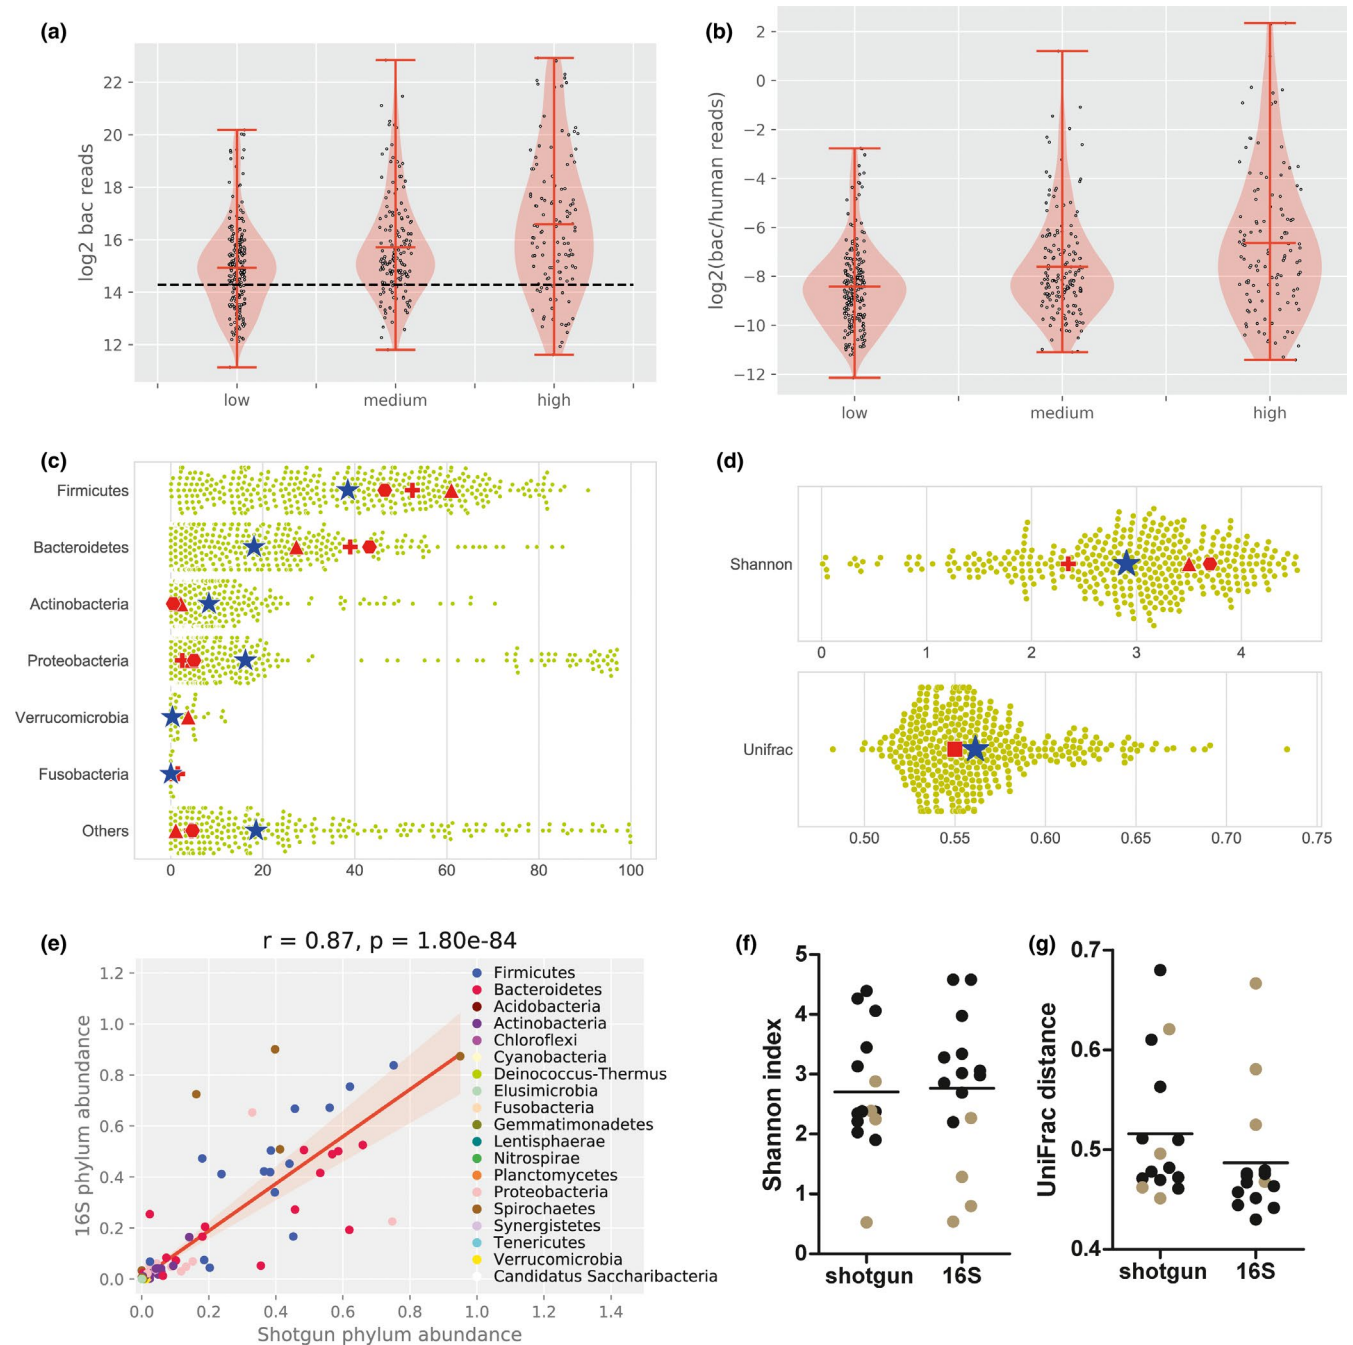 (a)
log2 bac reads
22
20
18
16
14
12
low medium high
(b)
log2(bac/human reads)
2
0
−2
−4
−6
−8
−10
−12
low medium high
(c)
Firmicutes
Bacteroidetes
Actinobacteria
Proteobacteria
Verrucomicrobia
Fusobacteria
Others
0 20 40 60 80 100
(d)
Shannon
0 1 2 3 4
Unifrac
0.50 0.55 0.60 0.65 0.70 0.75
(e)
r = 0.87, p = 1.80e-84
16S phylum abundance
1.2
1.0
0.8
0.6
0.4
0.2
0.0
Firmicutes
Bacteroidetes
Acidobacteria
Actinobacteria
Chloroflexi
Cyanobacteria
Deinococcus-Thermus
Elusimicrobia
Fusobacteria
Gemmatimonadetes
Lentisphaerae
Nitrospirae
Planctomycetes
Proteobacteria
Spirochaetes
Synergistetes
Tenericutes
Verrucomicrobia
Candidatus Saccharibacteria
0.0 0.2 0.4 0.6 0.8 1.0 1.2 1.4
Shotgun phylum abundance
(f)
Shannon index
5
4
3
2
1
0
shotgun 16S
(g)
UniFrac distance
0.7
0.6
0.5
0.4
shotgun 16S